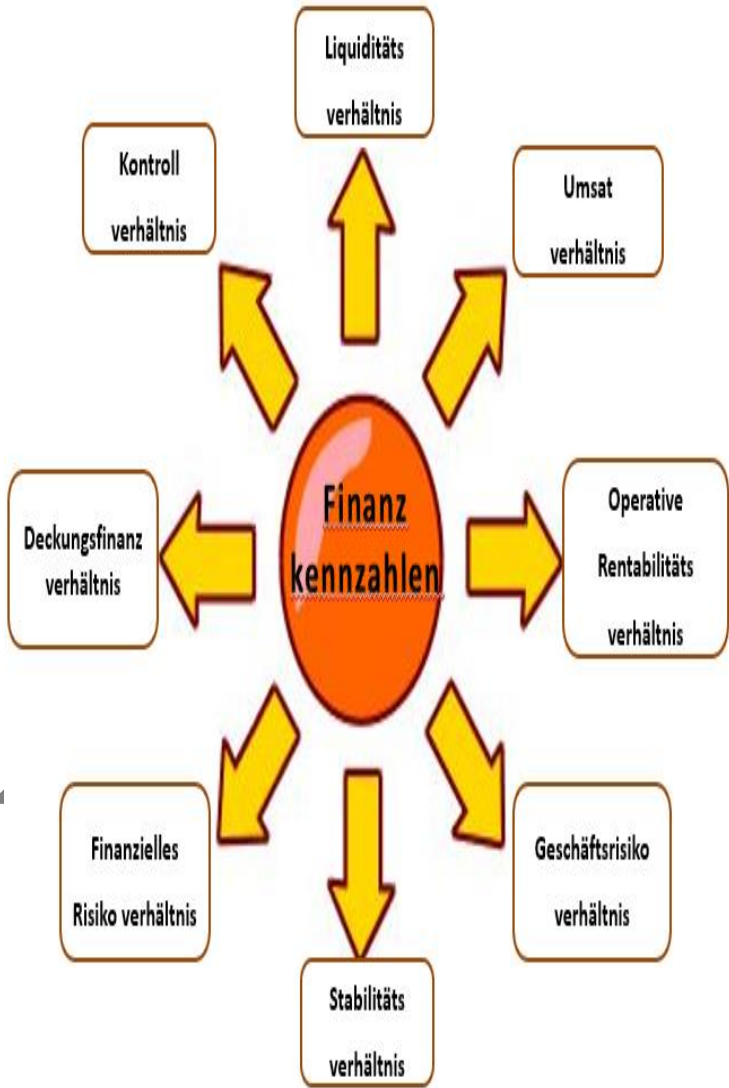 Liquiditäts
verhältnis
Kontroll
verhältnis
Umsat
verhältnis
Finanz
kennzahlen
Deckungsfinanz
verhältnis
Operative
Rentabilitäts
verhältnis
Finanzielles
Risiko verhältnis
Geschäftsrisiko
verhältnis
Stabilitäts
verhältnis